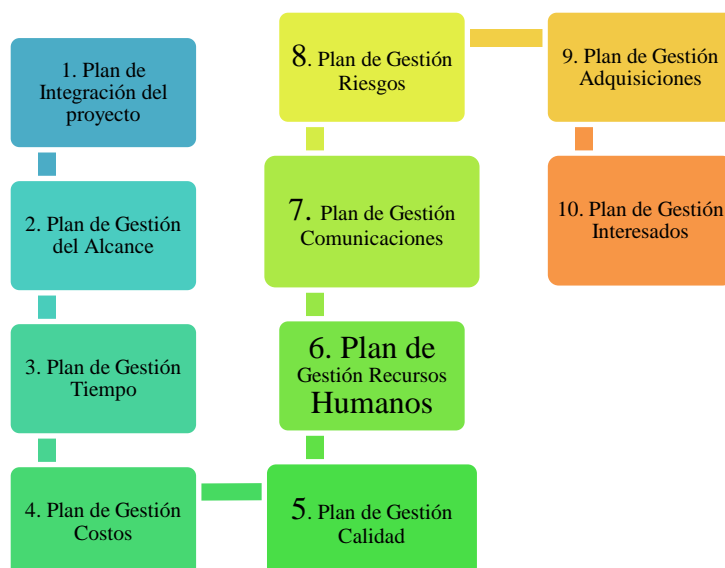 1. Plan de
Integración del
proyecto
2. Plan de Gestión
del Alcance
3. Plan de Gestión
Tiempo
4. Plan de Gestión
Costos
5. Plan de Gestión
Calidad
6. Plan de
Gestión Recursos
Humanos
7. Plan de Gestión
Comunicaciones
8. Plan de Gestión
Riesgos
9. Plan de Gestión
Adquisiciones
10. Plan de Gestión
Interesados